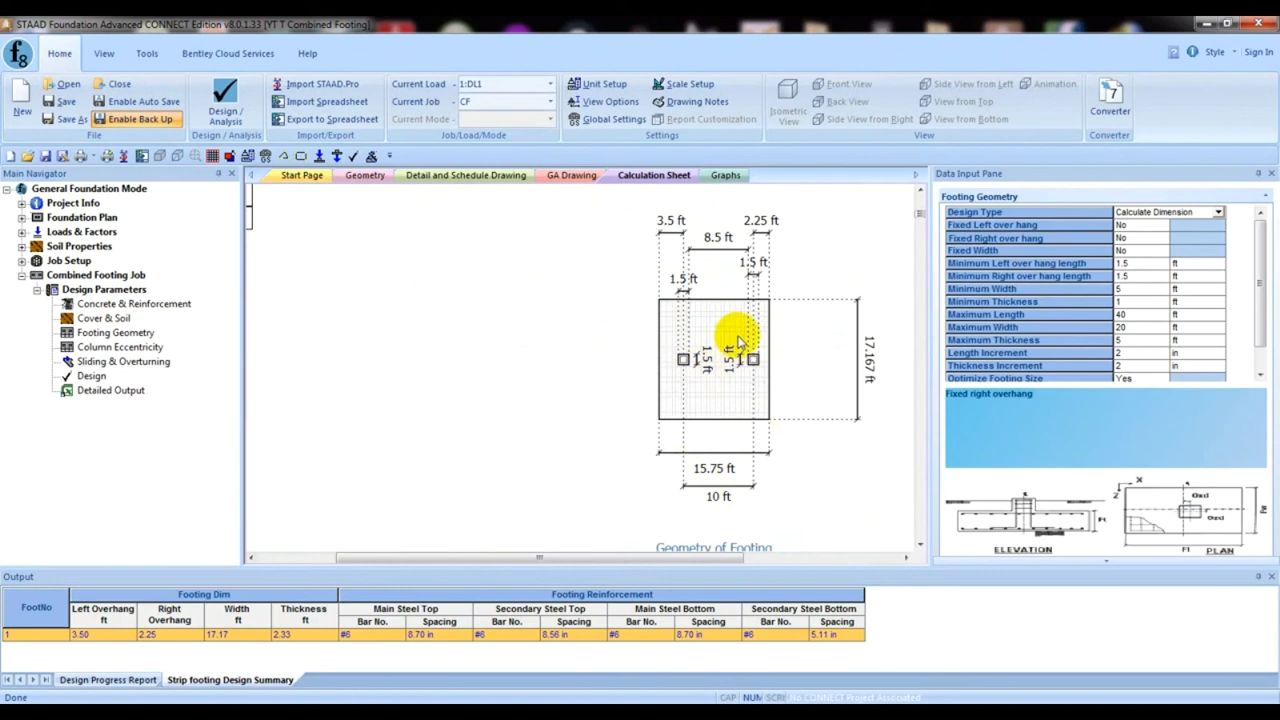 STAAD Foundation Advanced CONNECT Edition v8.0.1.33 [YT T Combined Footing]
Home View Tools Bentley Cloud Services Help Style Sign In
New Open Close
Save Enable Auto Save
Save As Enable Back Up
File
Design / Analysis
Design / Analysis
Import STAAD.Pro
Import Spreadsheet
Export to Spreadsheet
Import/Export
Current Load 1:DL1
Current Job CF
Current Mode
Job/Load/Mode
Unit Setup Scale Setup
View Options Drawing Notes
Global Settings Report Customization
Settings
Isometric View
Front View Side View from Left Animation
Back View View from Top
Side View from Right View from Bottom
View
Converter
Converter
Main Navigator
General Foundation Mode
Project Info
Foundation Plan
Loads & Factors
Soil Properties
Job Setup
Combined Footing Job
Design Parameters
Concrete & Reinforcement
Cover & Soil
Footing Geometry
Column Eccentricity
Sliding & Overturning
Design
Detailed Output
Start Page Geometry Detail and Schedule Drawing GA Drawing Calculation Sheet Graphs
3.5 ft 2.25 ft
8.5 ft
1.5 ft
1.5 ft
1.5 ft 1.5 ft
17.167 ft
15.75 ft
10 ft
Geometry of Footing
Data Input Pane
Footing Geometry
Design Type Calculate Dimension
Fixed Left over hang No
Fixed Right over hang No
Fixed Width No
Minimum Left over hang length 1.5 ft
Minimum Right over hang length 1.5 ft
Minimum Width 5 ft
Minimum Thickness 1 ft
Maximum Length 40 ft
Maximum Width 20 ft
Maximum Thickness 5 ft
Length Increment 2 in
Thickness Increment 2 in
Optimize Footing Size Yes
Fixed right overhang
ELEVATION PLAN
Output
FootNo Footing Dim Footing Reinforcement
Left Overhang ft Right Overhang Width ft Thickness ft Main Steel Top Secondary Steel Top Main Steel Bottom Secondary Steel Bottom
Bar No. Spacing Bar No. Spacing Bar No. Spacing Bar No. Spacing
1 3.50 2.25 17.17 2.33 #6 8.70 in #6 8.56 in #6 8.70 in #6 5.11 in
Design Progress Report Strip footing Design Summary
Done CAP NUM SCRL No CONNECT Project Associated